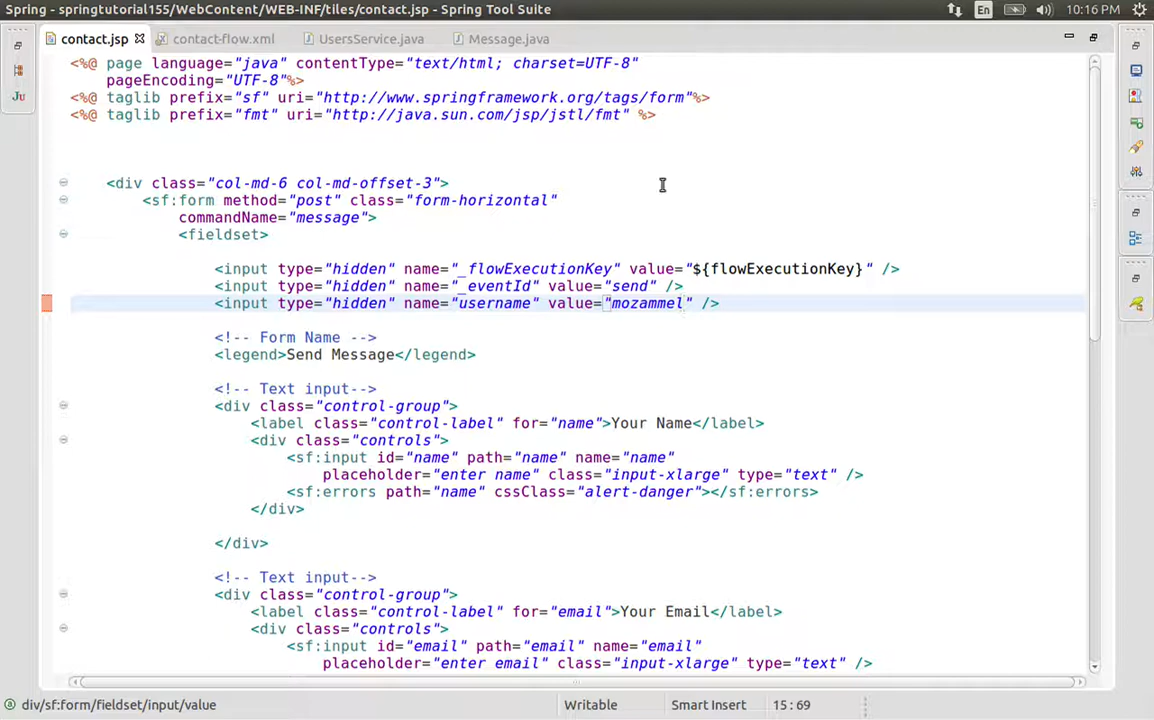 Spring - springtutorial155/WebContent/WEB-INF/tiles/contact.jsp - Spring Tool Suite
En
10:16 PM
contact.jsp
contact-flow.xml
UsersService.java
Message.java
<%@ page language="java" contentType="text/html; charset=UTF-8"
pageEncoding="UTF-8"%>
<%@ taglib prefix="sf" uri="http://www.springframework.org/tags/form"%>
<%@ taglib prefix="fmt" uri="http://java.sun.com/jsp/jstl/fmt" %>
<div class="col-md-6 col-md-offset-3">
<sf:form method="post" class="form-horizontal"
commandName="message">
<fieldset>
<input type="hidden" name="_flowExecutionKey" value="${flowExecutionKey}" />
<input type="hidden" name="_eventId" value="send" />
<input type="hidden" name="username" value="mozammel" />
<!-- Form Name -->
<legend>Send Message</legend>
<!-- Text input-->
<div class="control-group">
<label class="control-label" for="name">Your Name</label>
<div class="controls">
<sf:input id="name" path="name" name="name"
placeholder="enter name" class="input-xlarge" type="text" />
<sf:errors path="name" cssClass="alert-danger"></sf:errors>
</div>
</div>
<!-- Text input-->
<div class="control-group">
<label class="control-label" for="email">Your Email</label>
<div class="controls">
<sf:input id="email" path="email" name="email"
placeholder="enter email" class="input-xlarge" type="text" />
div/sf:form/fieldset/input/value
Writable
Smart Insert
15 : 69